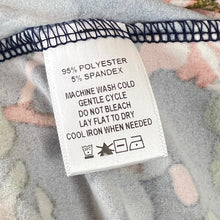 95% POLYESTER
5% SPANDEX
MACHINE WASH COLD
GENTLE CYCLE
DO NOT BLEACH
LAY FLAT TO DRY
COOL IRON WHEN NEEDED